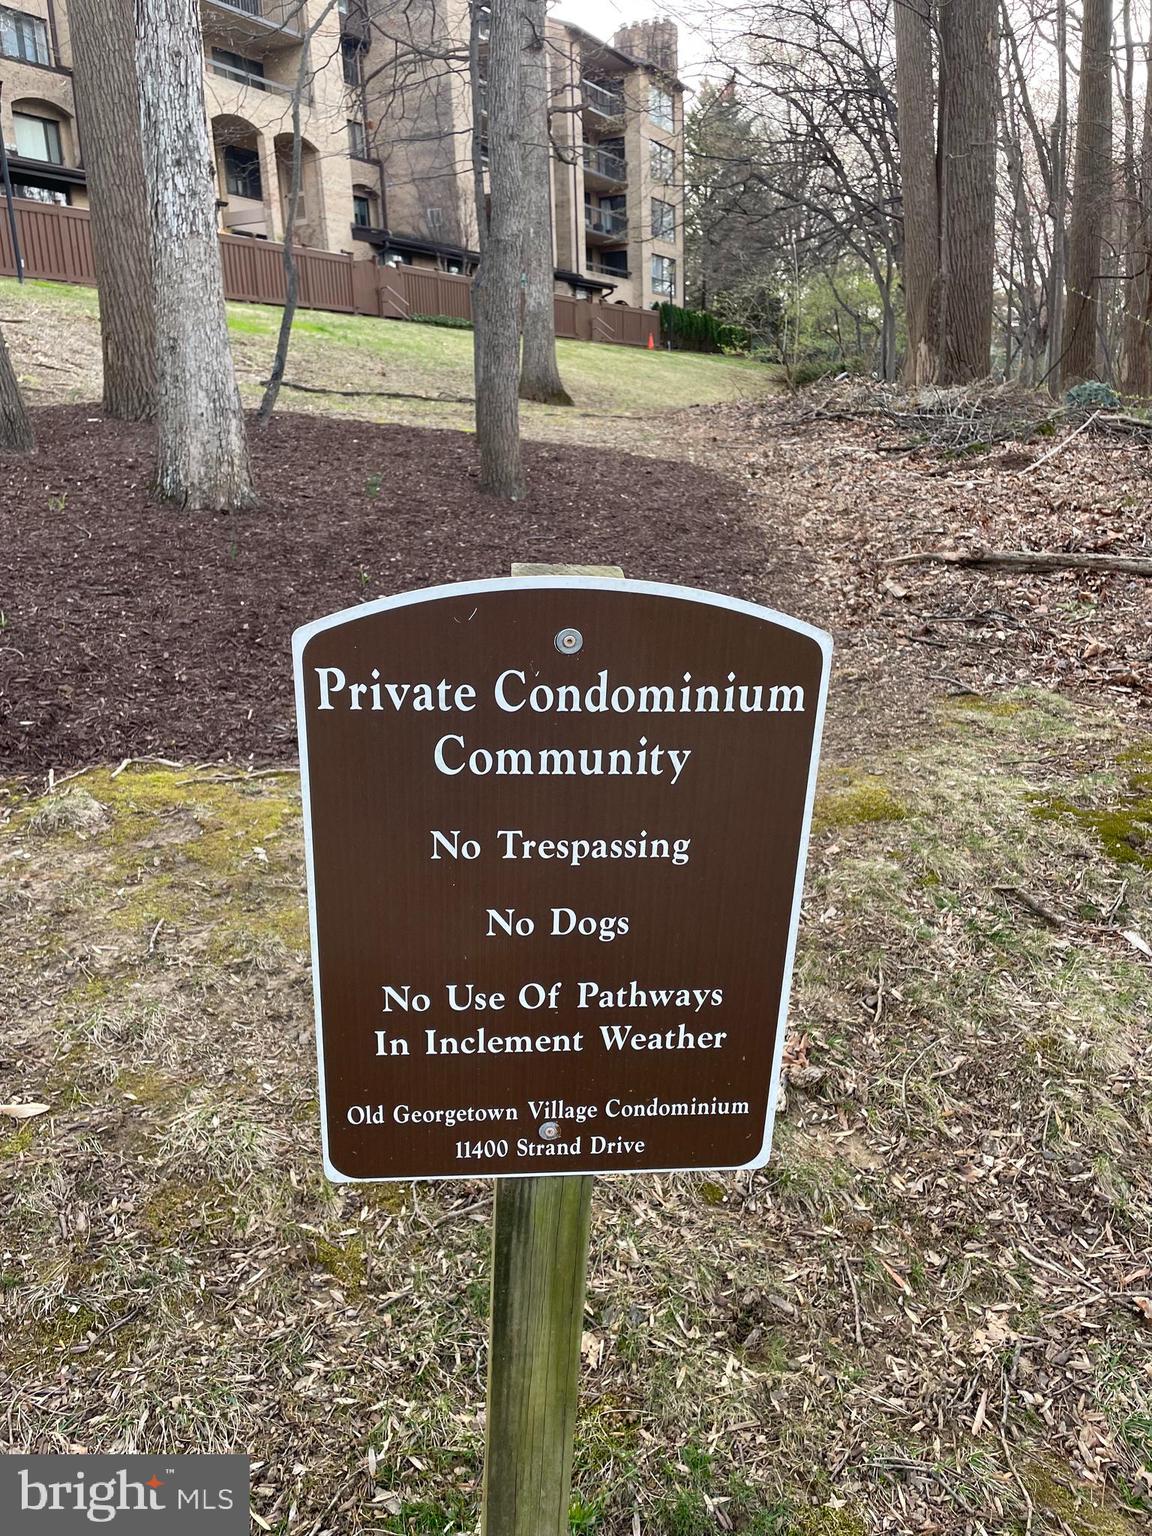 Private Condominium
Community
No Trespassing
No Dogs
No Use Of Pathways
In Inclement Weather
Old Georgetown Village Condominium
11400 Strand Drive
bright™ MLS